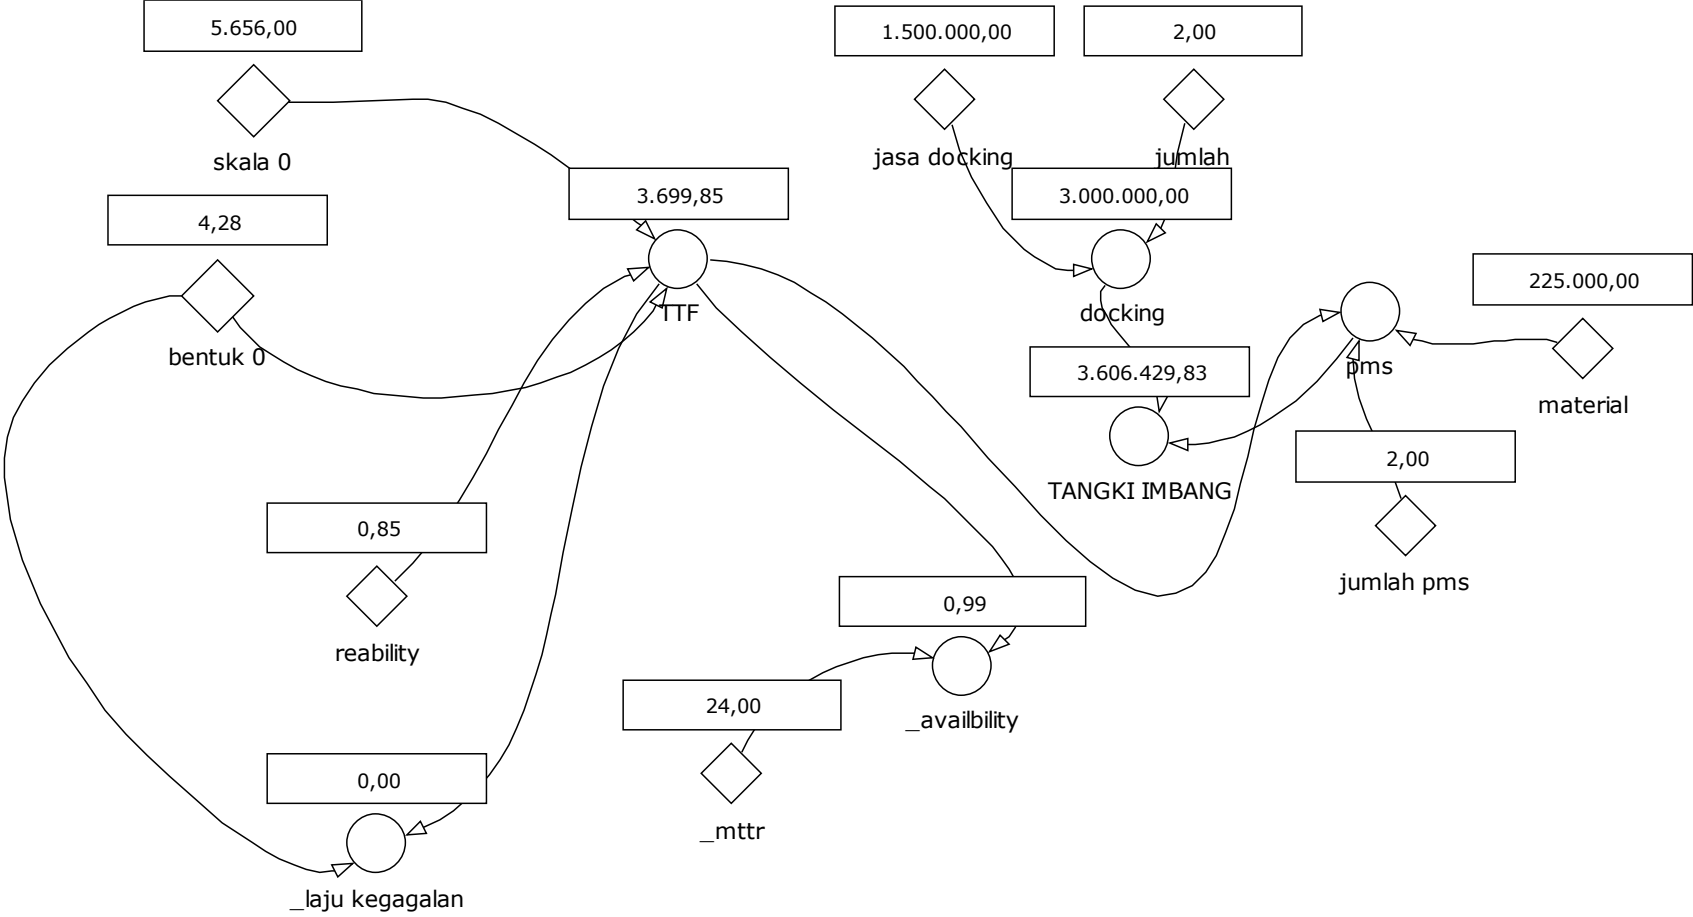 5.656,00
skala 0
4,28
bentuk 0
3.699,85
TTF
0,85
reability
0,00
_laju kegagalan
24,00
_mttr
0,99
_availbility
1.500.000,00
jasa docking
2,00
jumlah
3.000.000,00
docking
3.606.429,83
TANGKI IMBANG
pms
225.000,00
material
2,00
jumlah pms